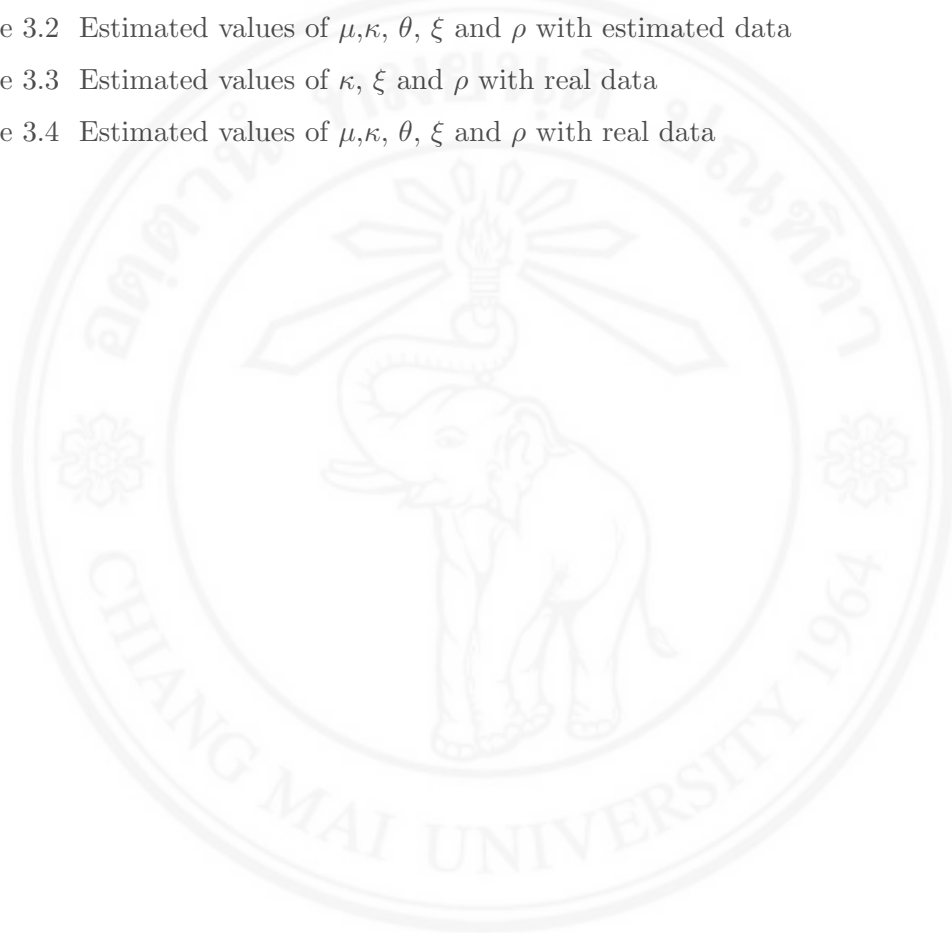 e 3.2 Estimated values of μ,κ, θ, ξ and ρ with estimated data
e 3.3 Estimated values of κ, ξ and ρ with real data
e 3.4 Estimated values of μ,κ, θ, ξ and ρ with real data
CHIANG MAI UNIVERSITY 1964